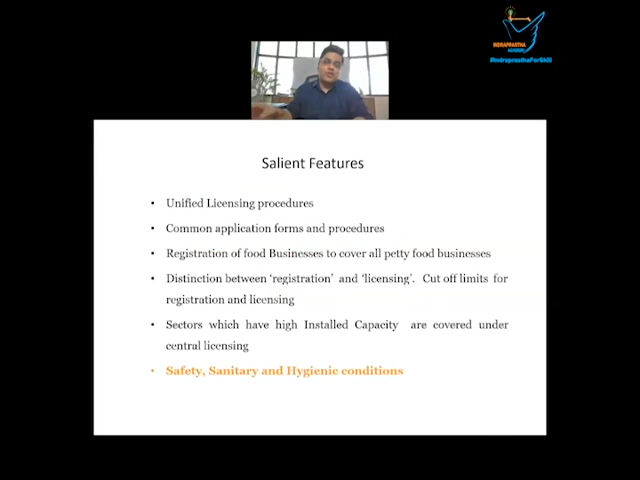 INDRAPRASTHA
ACADEMY
#IndraprasthaForSkill
Salient Features
• Unified Licensing procedures
• Common application forms and procedures
• Registration of food Businesses to cover all petty food businesses
• Distinction between ‘registration’ and ‘licensing’. Cut off limits for
registration and licensing
• Sectors which have high Installed Capacity are covered under
central licensing
• Safety, Sanitary and Hygienic conditions